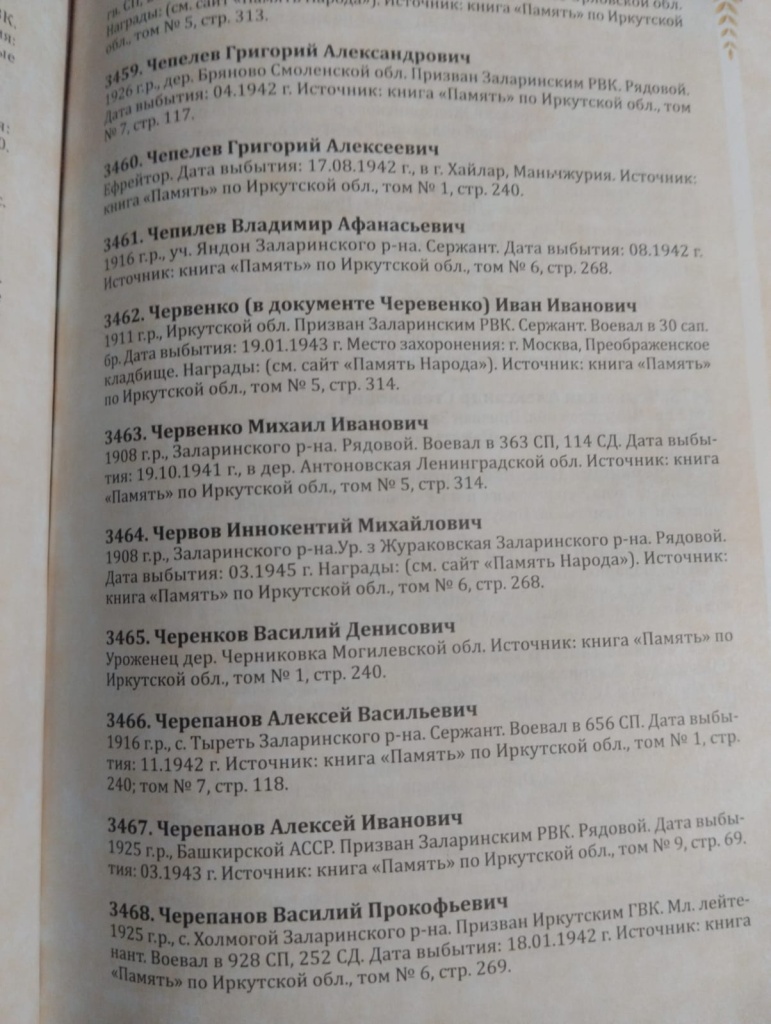 Награды: (см. сайт «Память Народа»). Источник: книга «Память» по Иркутской
обл., том № 5, стр. 313.
3459. Чепелев Григорий Александрович
1926 г.р., дер. Бряново Смоленской обл. Призван Заларинским РВК. Рядовой.
Дата выбытия: 04.1942 г. Источник: книга «Память» по Иркутской обл., том
№ 7, стр. 117.
3460. Чепелев Григорий Алексеевич
Ефрейтор. Дата выбытия: 17.08.1942 г., в г. Хайлар, Маньчжурия. Источник:
книга «Память» по Иркутской обл., том № 1, стр. 240.
3461. Чепилев Владимир Афанасьевич
1916 г.р., уч. Яндон Заларинского р-на. Сержант. Дата выбытия: 08.1942 г.
Источник: книга «Память» по Иркутской обл., том № 6, стр. 268.
3462. Червенко (в документе Черевенко) Иван Иванович
1911 г.р., Иркутской обл. Призван Заларинским РВК. Сержант. Воевал в 30 сап.
бр. Дата выбытия: 19.01.1943 г. Место захоронения: г. Москва, Преображенское
кладбище. Награды: (см. сайт «Память Народа»). Источник: книга «Память»
по Иркутской обл., том № 5, стр. 314.
3463. Червенко Михаил Иванович
1908 г.р., Заларинского р-на. Рядовой. Воевал в 363 СП, 114 СД. Дата выбы-
тия: 19.10.1941 г., в дер. Антоновская Ленинградской обл. Источник: книга
«Память» по Иркутской обл., том № 5, стр. 314.
3464. Червов Иннокентий Михайлович
1908 г.р., Заларинского р-на.Ур. з Жураковская Заларинского р-на. Рядовой.
Дата выбытия: 03.1945 г. Награды: (см. сайт «Память Народа»). Источник:
книга «Память» по Иркутской обл., том № 6, стр. 268.
3465. Черенков Василий Денисович
Уроженец дер. Черниковка Могилевской обл. Источник: книга «Память» по
Иркутской обл., том № 1, стр. 240.
3466. Черепанов Алексей Васильевич
1916 г.р., с. Тыреть Заларинского р-на. Сержант. Воевал в 656 СП. Дата выбы-
тия: 11.1942 г. Источник: книга «Память» по Иркутской обл., том № 1, стр.
240; том № 7, стр. 118.
3467. Черепанов Алексей Иванович
1925 г.р., Башкирской АССР. Призван Заларинским РВК. Рядовой. Дата выбы-
тия: 03.1943 г. Источник: книга «Память» по Иркутской обл., том № 9, стр. 69.
3468. Черепанов Василий Прокофьевич
1925 г.р., с. Холмогой Заларинского р-на. Призван Иркутским ГВК. Мл. лейте-
нант. Воевал в 928 СП, 252 СД. Дата выбытия: 18.01.1942 г. Источник: книга
«Память» по Иркутской обл., том № 6, стр. 269.